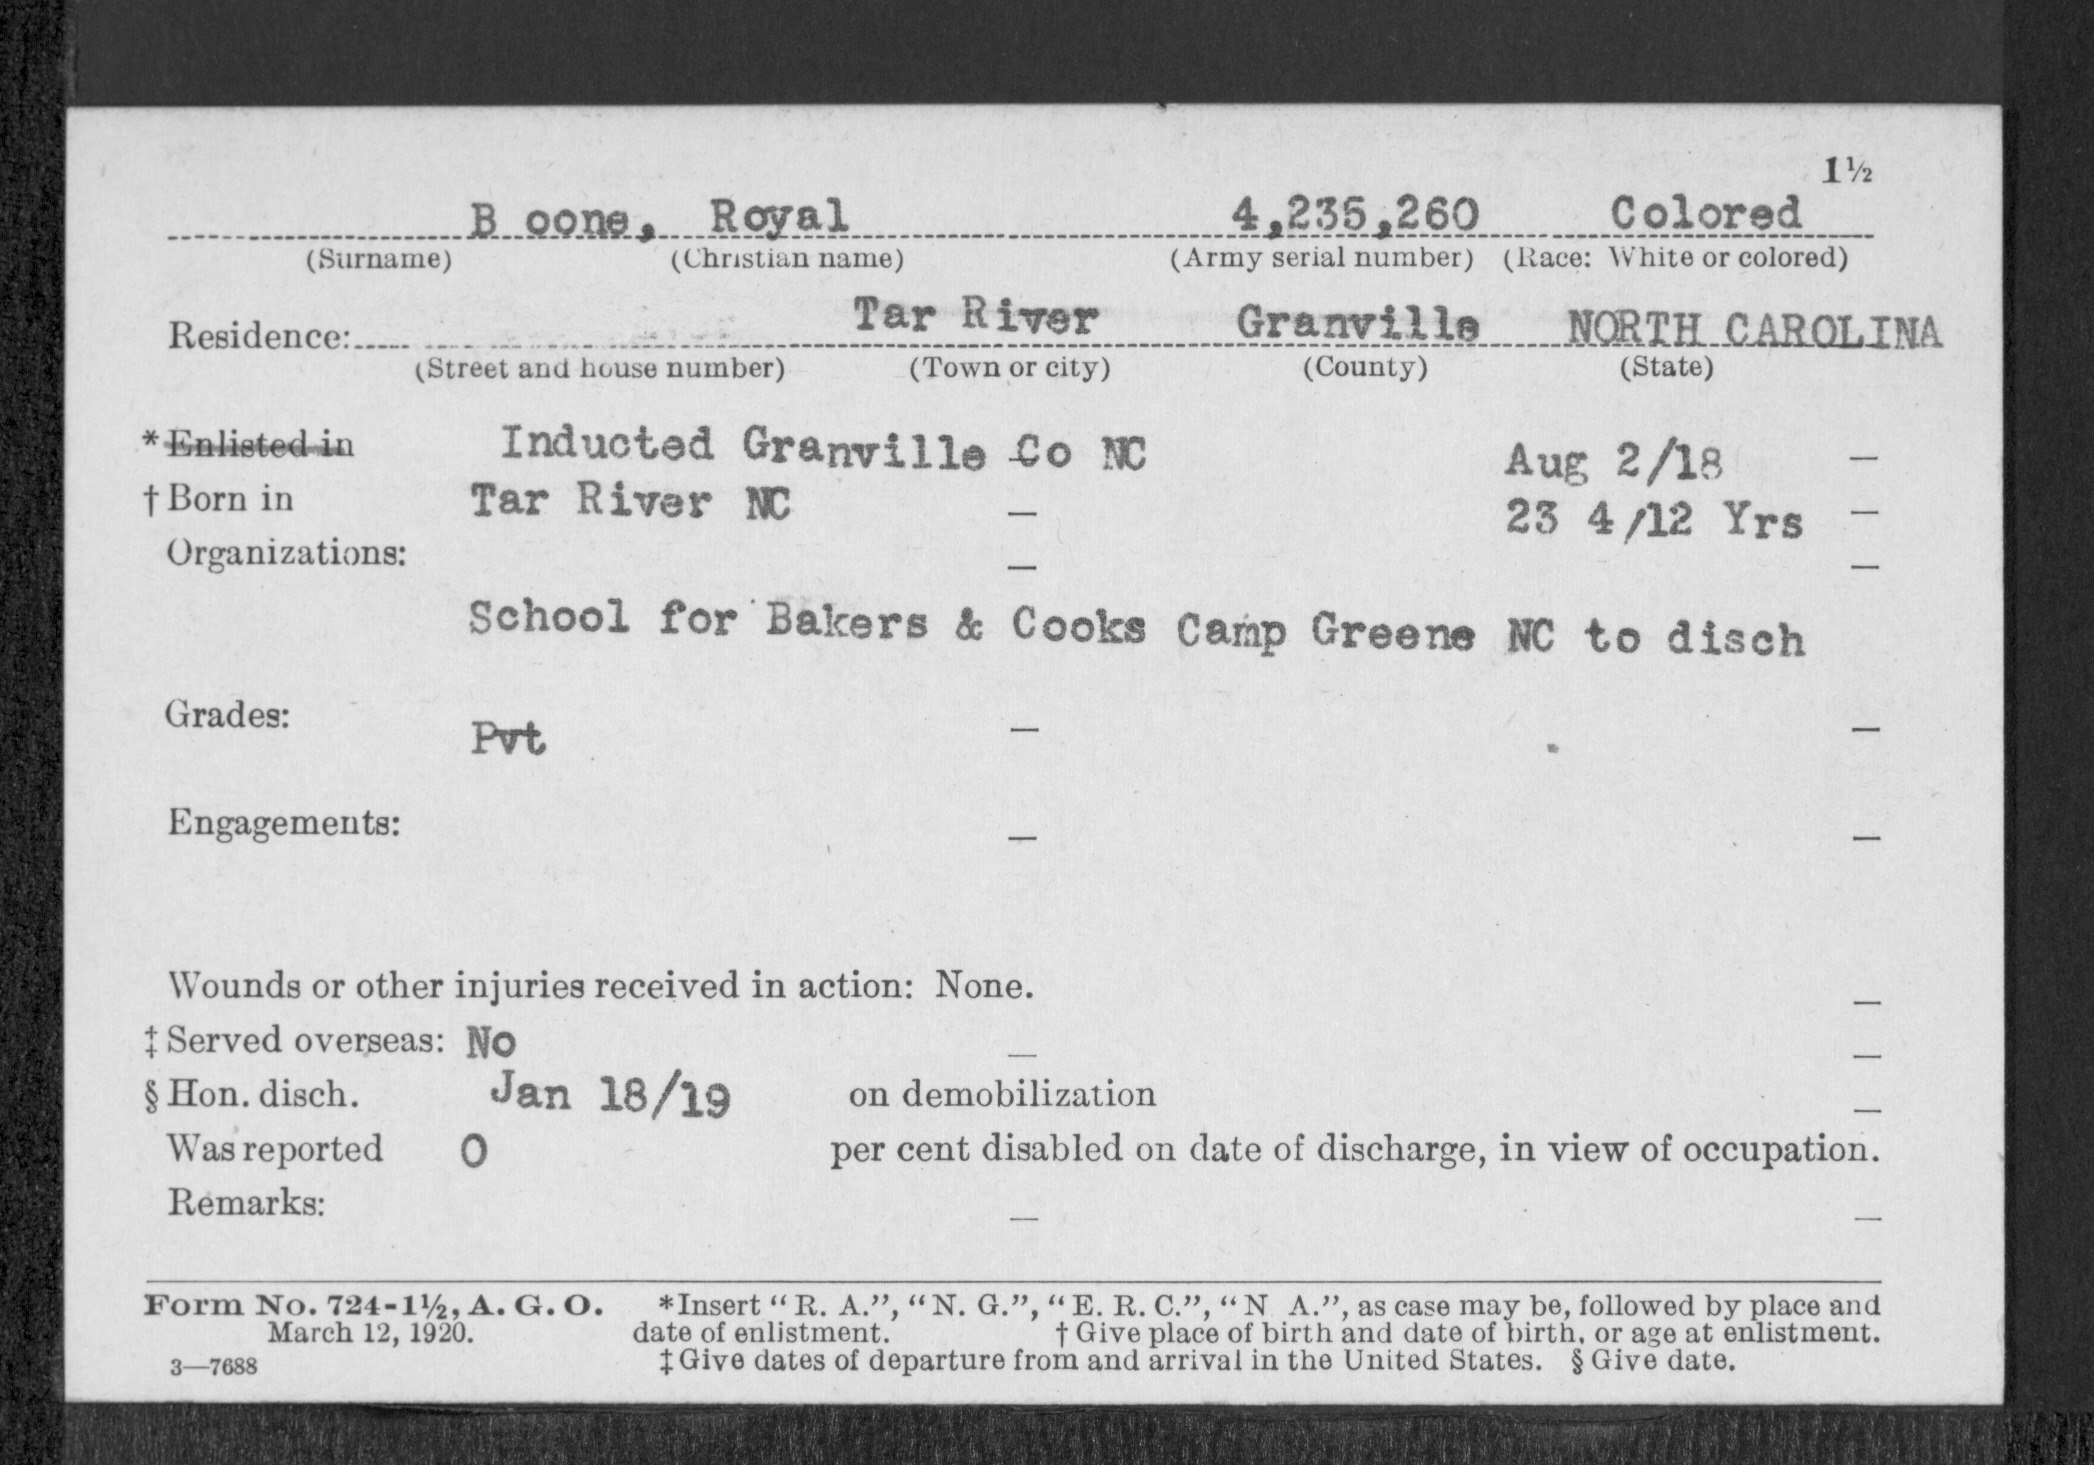 1½
B oone, Royal 4,235,260 Colored
(Surname) (Christian name) (Army serial number) (Race: White or colored)
Residence: Tar River Granville NORTH CAROLINA
(Street and house number) (Town or city) (County) (State)
* Enlisted in Inducted Granville Co NC Aug 2/18 —
† Born in Tar River NC — 23 4/12 Yrs —
Organizations: — —
School for Bakers & Cooks Camp Greene NC to disch
Grades: Pvt — —
Engagements: — —
Wounds or other injuries received in action: None. —
‡ Served overseas: No — —
§ Hon. disch. Jan 18/19 on demobilization —
Was reported 0 per cent disabled on date of discharge, in view of occupation.
Remarks: — —
Form No. 724-1½, A. G. O. *Insert "R. A.", "N. G.", "E. R. C.", "N A.", as case may be, followed by place and
March 12, 1920. date of enlistment. † Give place of birth and date of birth, or age at enlistment.
3—7688 ‡ Give dates of departure from and arrival in the United States. § Give date.